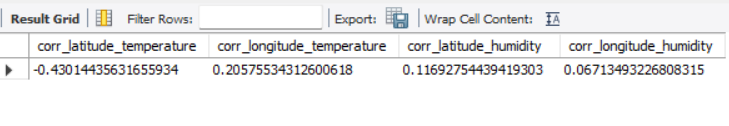 Result Grid Filter Rows: Export: Wrap Cell Content: IA
corr_latitude_temperature corr_longitude_temperature corr_latitude_humidity corr_longitude_humidity
-0.43014435631655934 0.20575534312600618 0.11692754439419303 0.06713493226808315